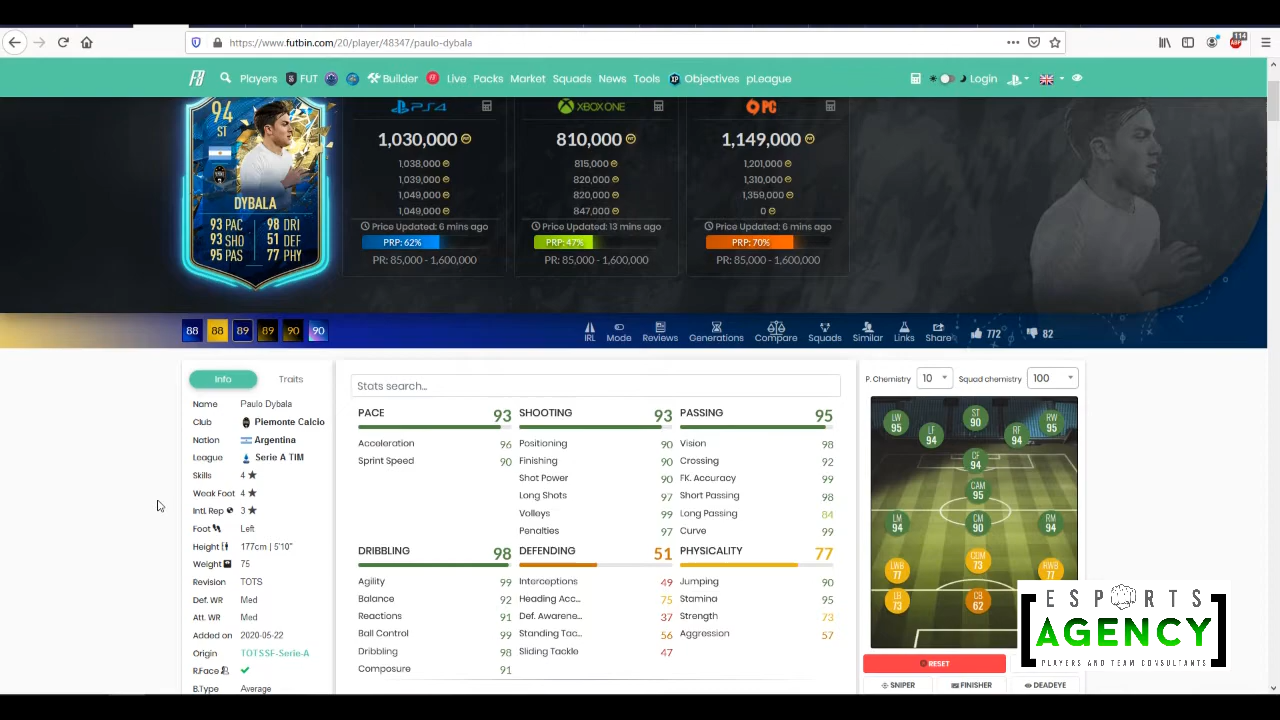 https://www.futbin.com/20/player/48347/paulo-dybala
114
ABP
Players FUT Builder Live Packs Market Squads News Tools XP Objectives pLeague Login
94
ST
DYBALA
93 PAC 98 DRI
93 SHO 51 DEF
95 PAS 77 PHY
PS4
1,030,000
1,038,000
1,039,000
1,049,000
1,049,000
Price Updated: 6 mins ago
PRP: 62%
PR: 85,000 - 1,600,000
XBOX ONE
810,000
815,000
820,000
820,000
847,000
Price Updated: 13 mins ago
PRP: 47%
PR: 85,000 - 1,600,000
PC
1,149,000
1,201,000
1,310,000
1,359,000
0
Price Updated: 6 mins ago
PRP: 70%
PR: 85,000 - 1,600,000
88 88 89 89 90 90
IRL Mode Reviews Generations Compare Squads Similar Links Share 772 82
Info Traits
Name Paulo Dybala
Club Piemonte Calcio
Nation Argentina
League Serie A TIM
Skills 4
Weak Foot 4
Intl. Rep 3
Foot Left
Height 177cm | 5'10"
Weight 75
Revision TOTS
Def. WR Med
Att. WR Med
Added on 2020-05-22
Origin TOTSSF-Serie-A
R.Face
B.Type Average
Stats search...
PACE 93
Acceleration 96
Sprint Speed 90
SHOOTING 93
Positioning 90
Finishing 90
Shot Power 90
Long Shots 97
Volleys 99
Penalties 97
PASSING 95
Vision 98
Crossing 92
FK. Accuracy 99
Short Passing 98
Long Passing 84
Curve 99
DRIBBLING 98
Agility 99
Balance 92
Reactions 91
Ball Control 99
Dribbling 98
Composure 91
DEFENDING 51
Interceptions 49
Heading Acc... 75
Def. Awarene... 37
Standing Tac... 56
Sliding Tackle 47
PHYSICALITY 77
Jumping 90
Stamina 95
Strength 73
Aggression 57
P. Chemistry 10 Squad chemistry 100
LW 95
ST 90
RW 95
LF 94
RF 94
CF 94
CAM 95
LM 94
CM 90
RM 94
LWB 77
CDM 73
RWB 77
LB 73
CB 62
RESET
SNIPER FINISHER DEADEYE
ESPORTS
AGENCY
PLAYERS AND TEAM CONSULTANTS